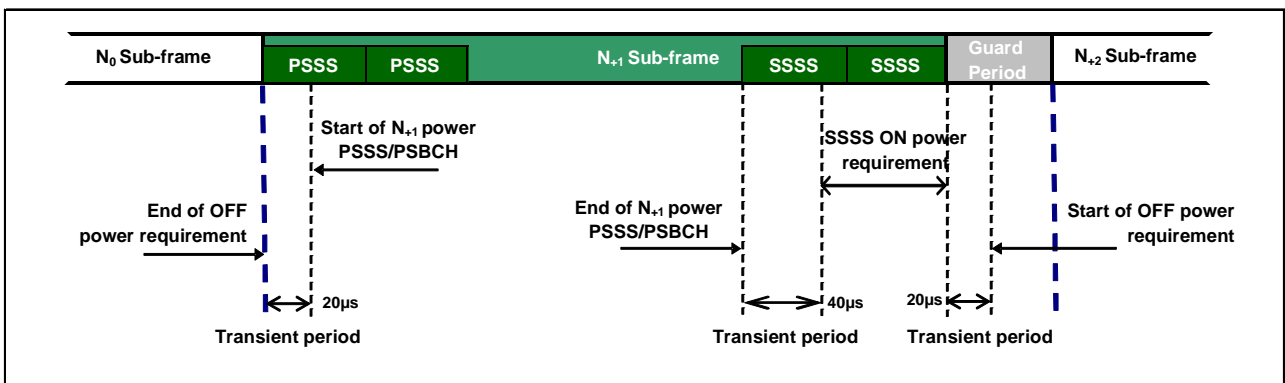 N0 Sub-frame
PSSS
PSSS
N+1 Sub-frame
SSSS
SSSS
Guard
Period
N+2 Sub-frame
Start of N+1 power
PSSS/PSBCH
SSSS ON power
requirement
End of OFF
power requirement
End of N+1 power
PSSS/PSBCH
Start of OFF power
requirement
20µs
40µs
20µs
Transient period
Transient period
Transient period